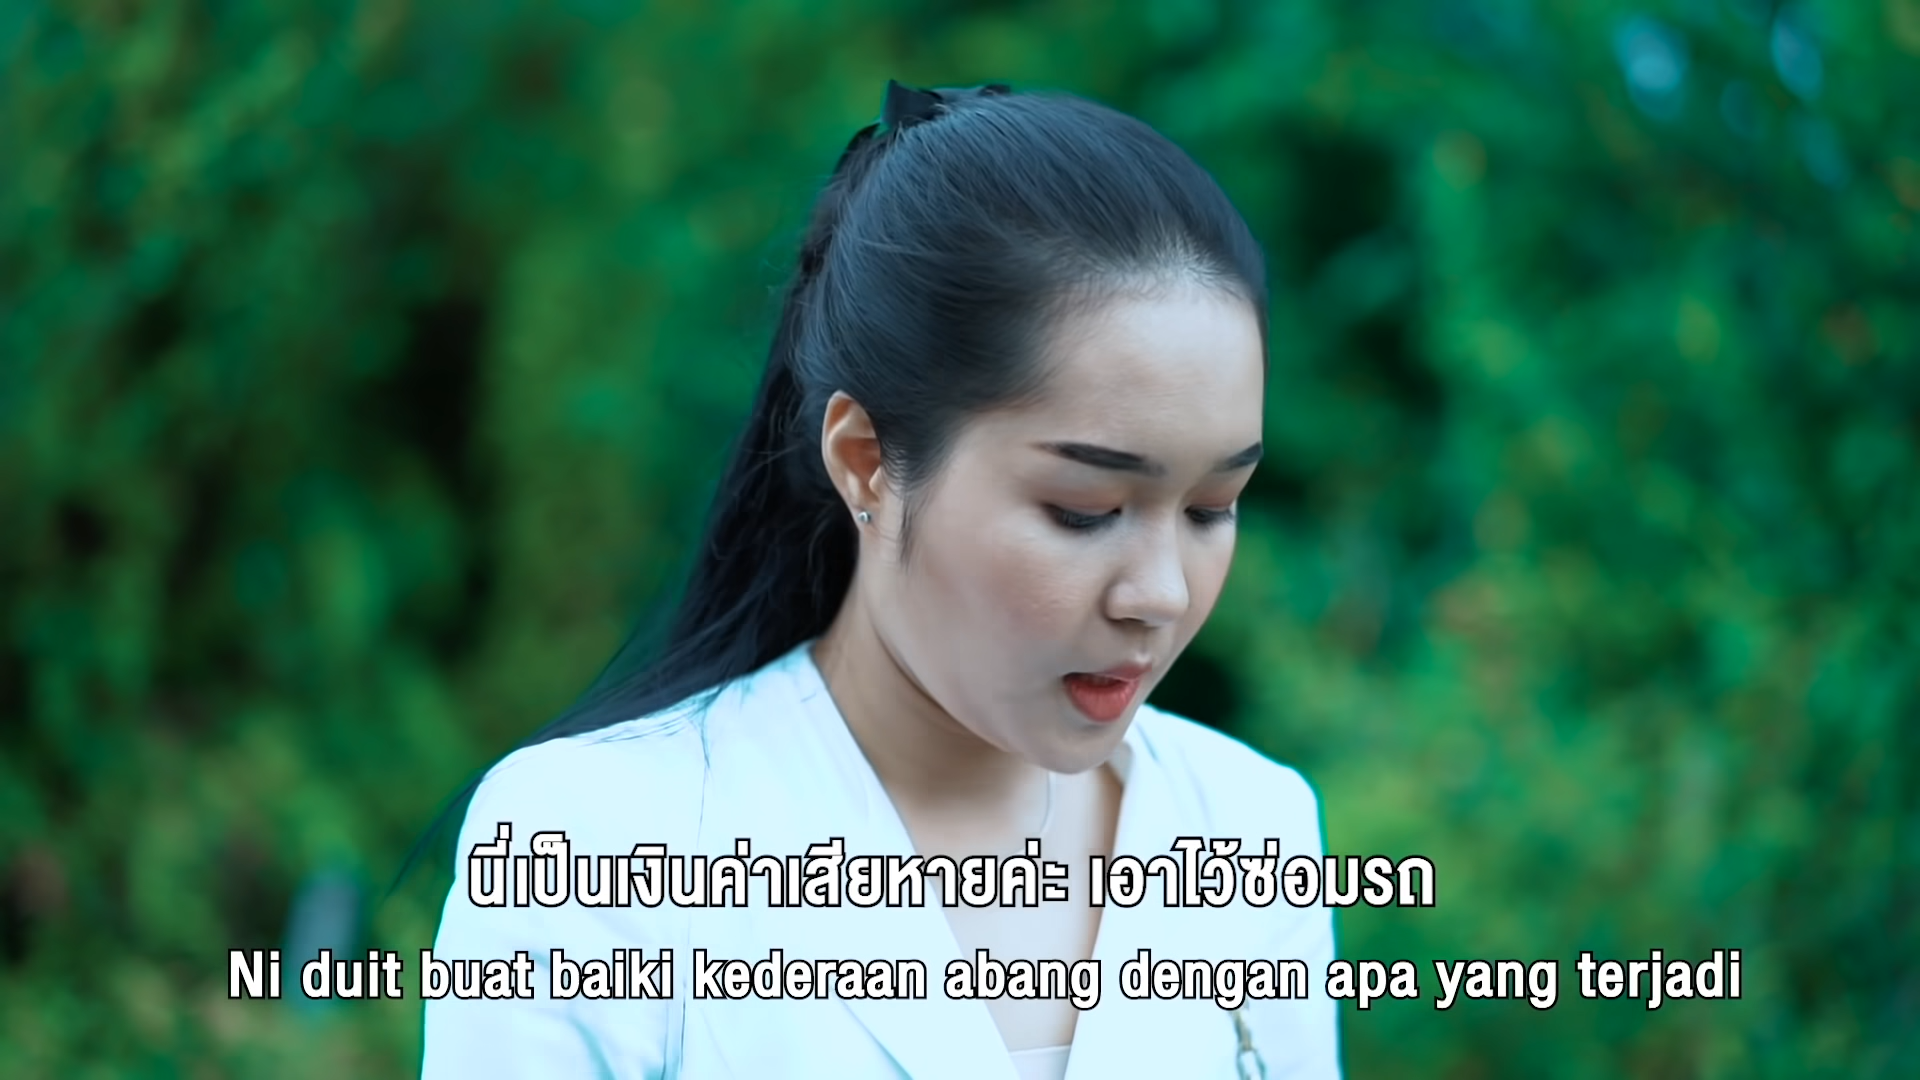 นี่เป็นเงินค่าเสียหายค่ะ เอาไว้ซ่อมรถ
Ni duit buat baiki kederaan abang dengan apa yang terjadi